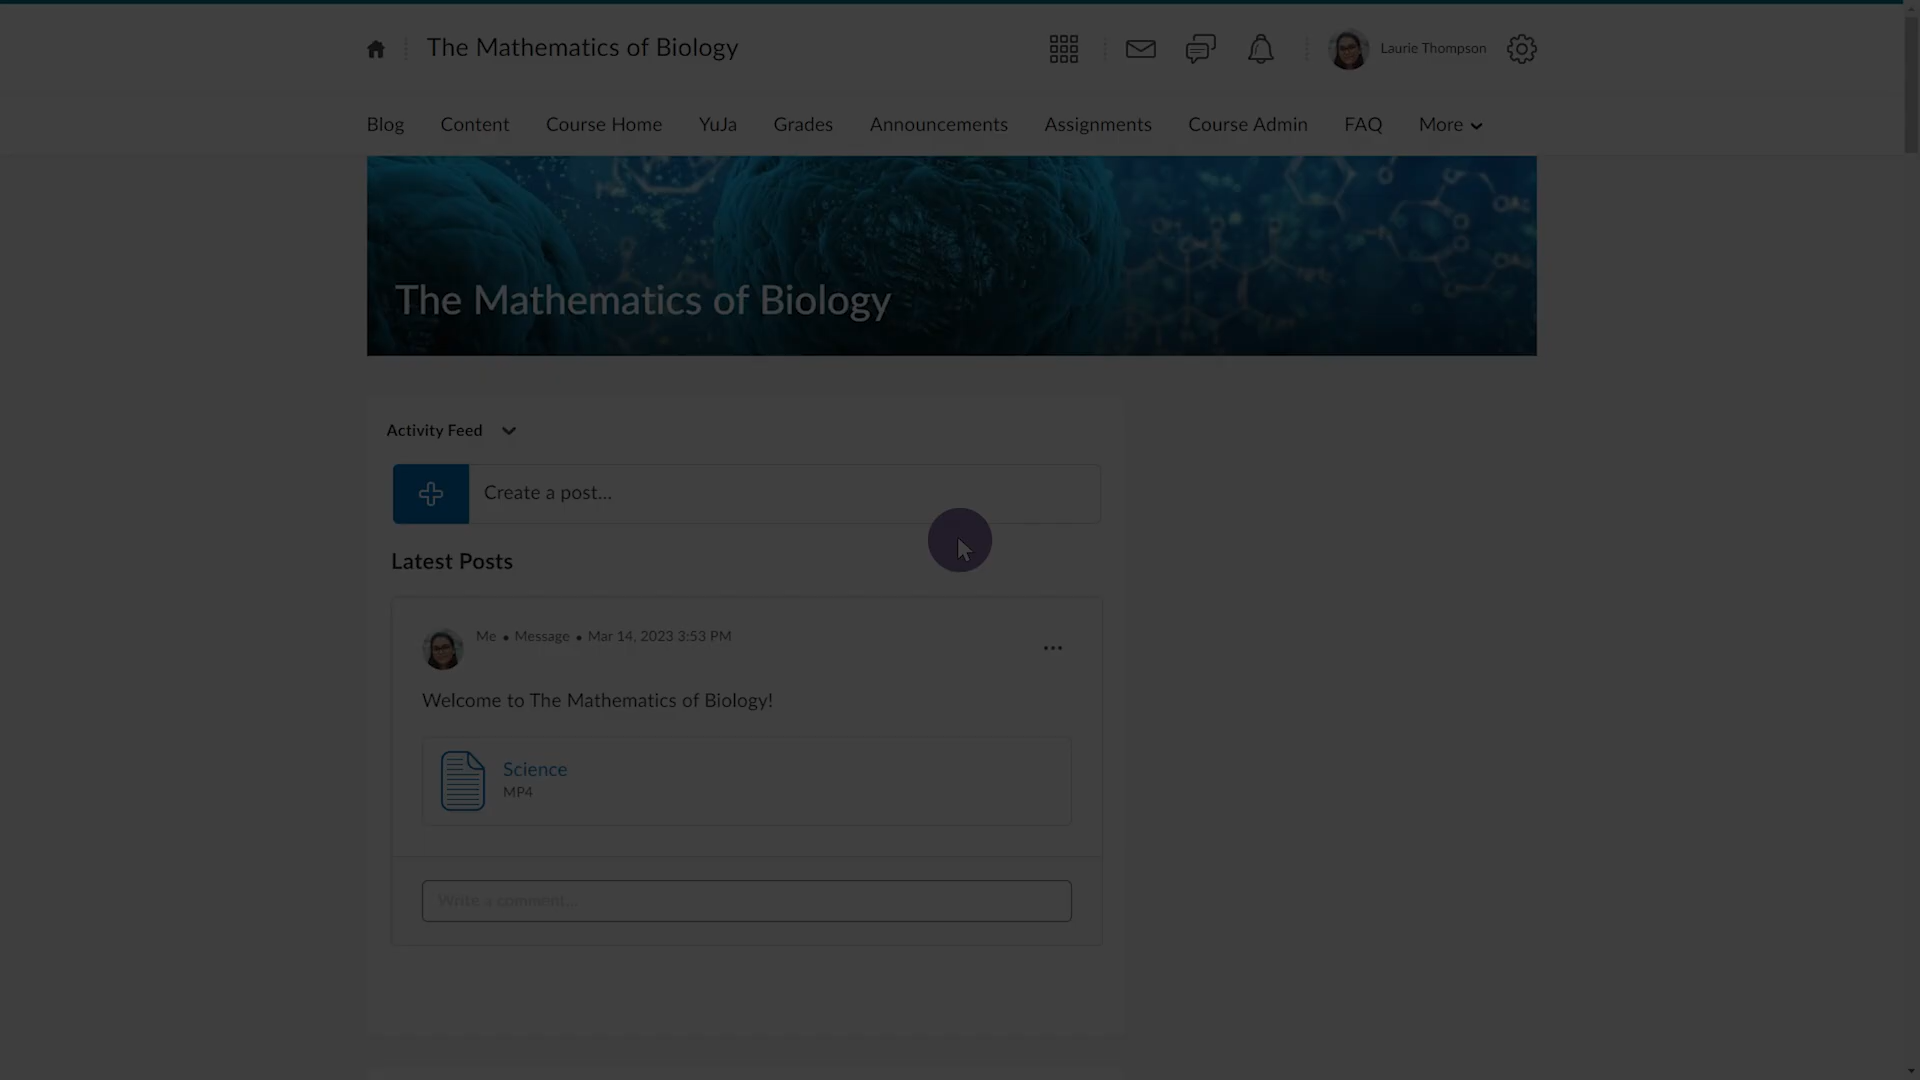 The Mathematics of Biology
Laurie Thompson
Blog Content Course Home YuJa Grades Announcements Assignments Course Admin FAQ More
The Mathematics of Biology
Activity Feed
Create a post...
Latest Posts
Me • Message • Mar 14, 2023 3:53 PM
Welcome to The Mathematics of Biology!
Science
MP4
Write a comment...